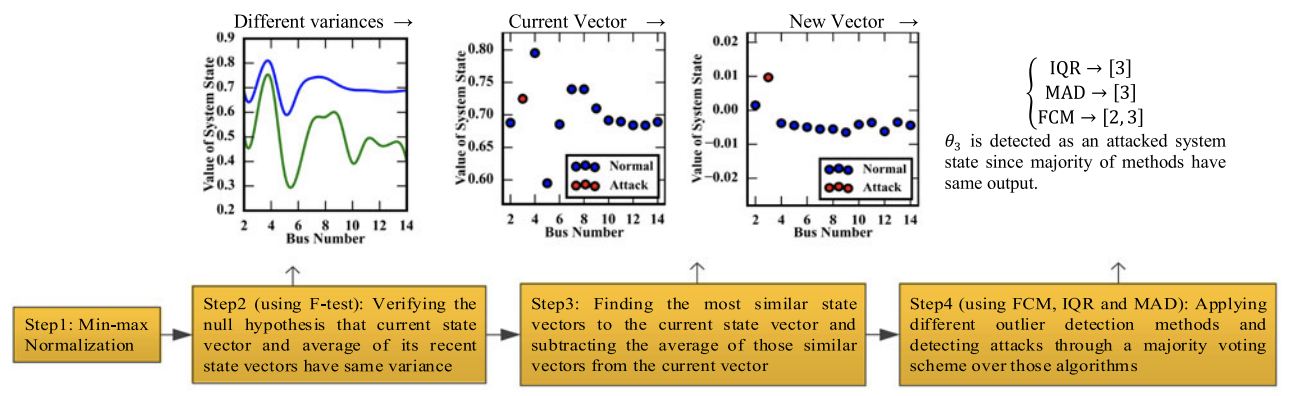 Different variances →
Value of System State
0.9
0.8
0.7
0.6
0.5
0.4
0.3
0.2
2 4 6 8 10 12 14
Bus Number
Current Vector →
Value of System State
0.80
0.75
0.70
0.65
0.60
Normal
Attack
2 4 6 8 10 12 14
Bus Number
New Vector →
Value of System State
0.02
0.01
0.00
−0.01
−0.02
Normal
Attack
2 4 6 8 10 12 14
Bus Number
IQR → [3]
MAD → [3]
FCM → [2, 3]
θ3 is detected as an attacked system
state since majority of methods have
same output.
Step1: Min-max
Normalization
Step2 (using F-test): Verifying the
null hypothesis that current state
vector and average of its recent
state vectors have same variance
Step3: Finding the most similar state
vectors to the current state vector and
subtracting the average of those similar
vectors from the current vector
Step4 (using FCM, IQR and MAD): Applying
different outlier detection methods and
detecting attacks through a majority voting
scheme over those algorithms